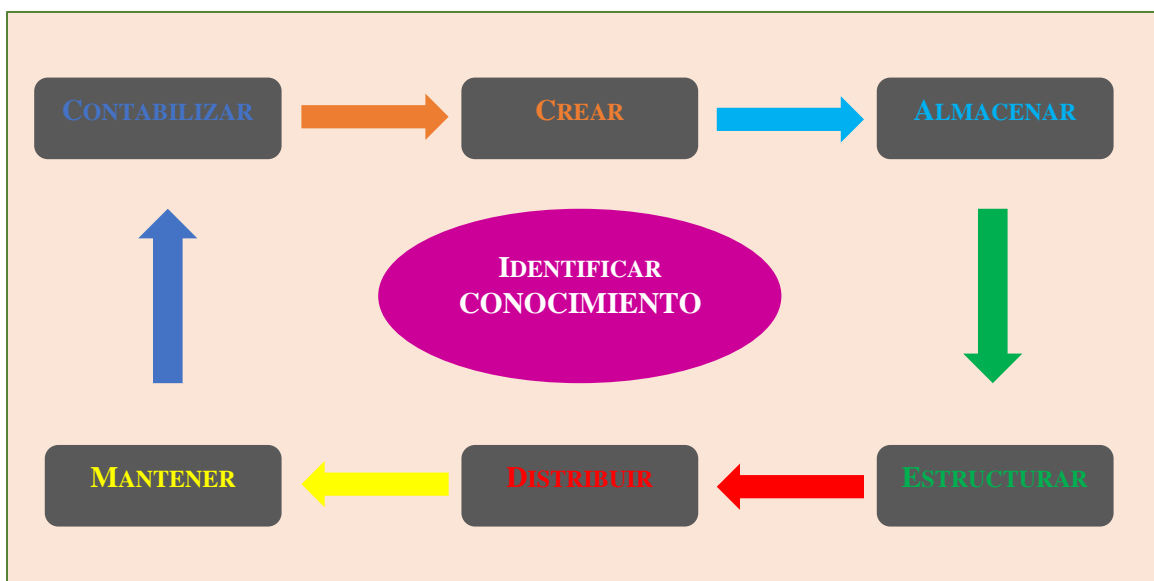 CONTABILIZAR
CREAR
ALMACENAR
IDENTIFICAR
CONOCIMIENTO
MANTENER
DISTRIBUIR
ESTRUCTURAR